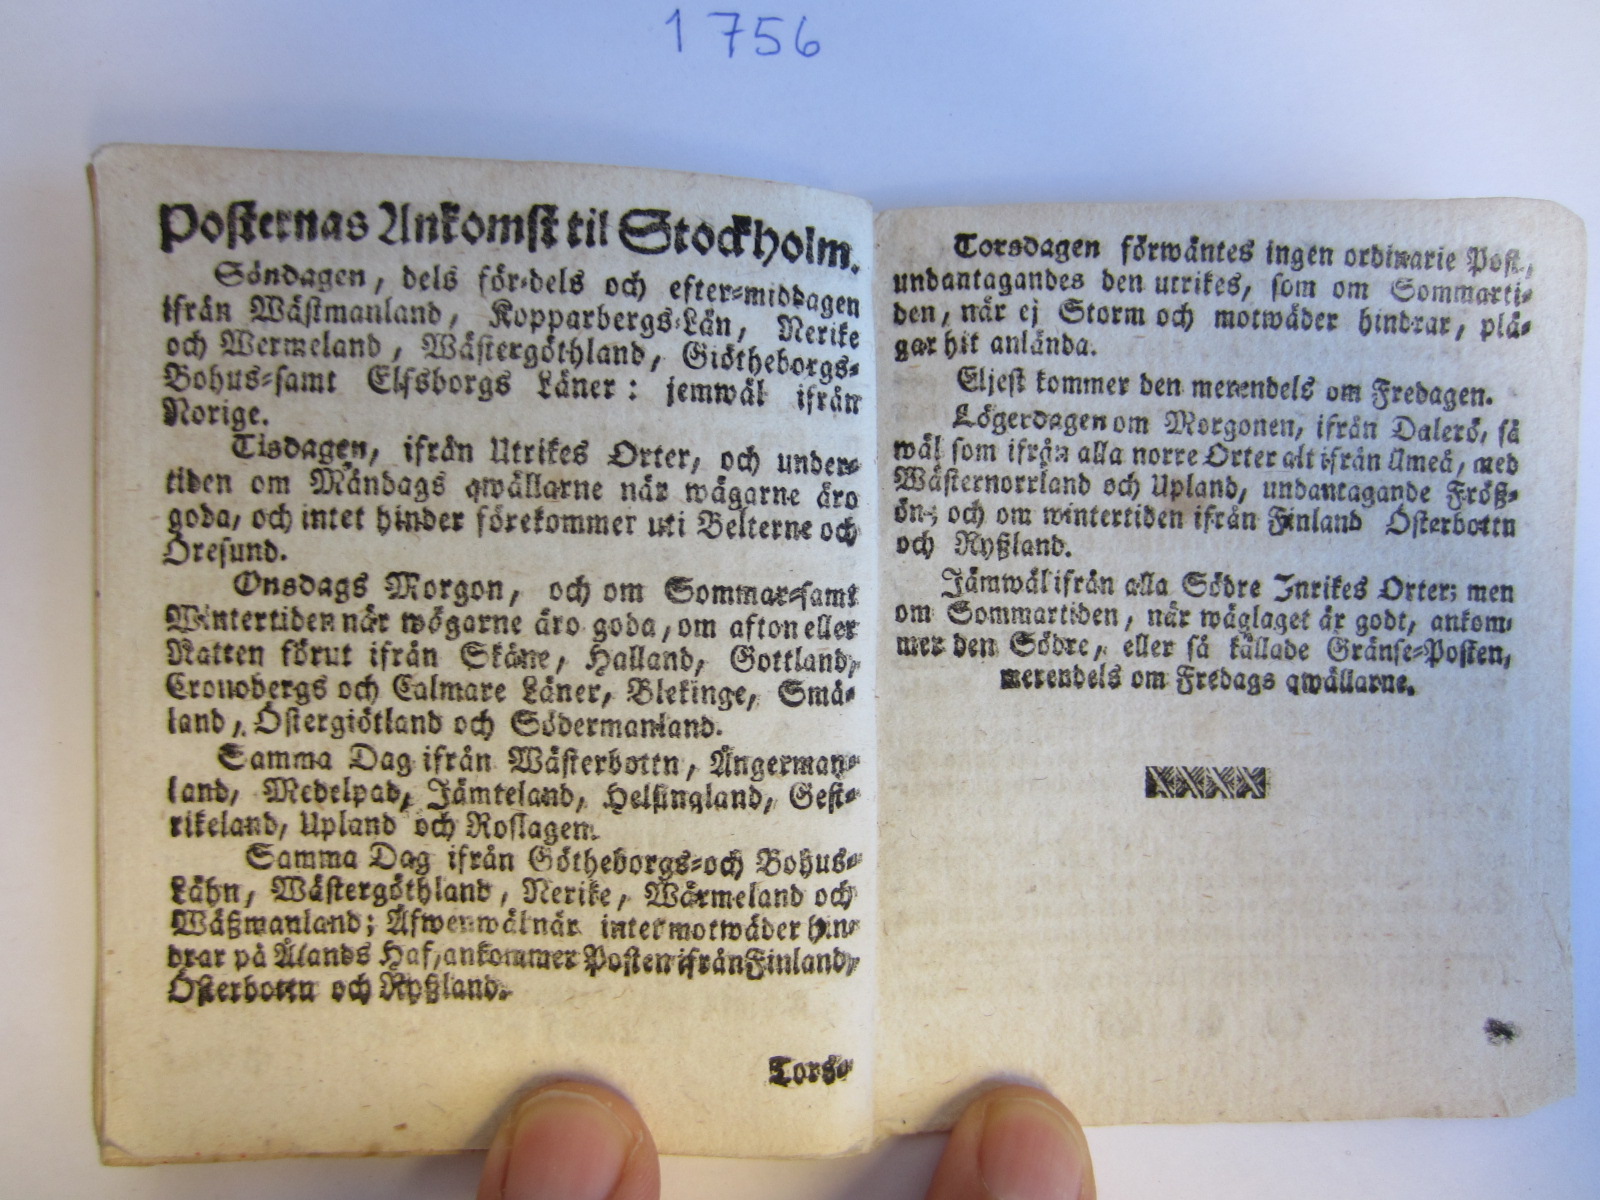 1756
Posternas Ankomst til Stockholm.
Söndagen, dels för-dels och efter-middagen
ifrån Wästmanland, Kopparbergs-Län, Nerike
och Wermeland, Wästergöthland, Giötheborgs-
Bohus-samt Elfsborgs Läner: jemwäl ifrån
Norige.
Tisdagen, ifrån Utrikes Orter, och under-
tiden om Måndags qwällarne när wägarne äro
goda, och intet hinder förekommer uti Belterne och
Öresund.
Onsdags Morgon, och om Sommar-samt
Wintertiden när wägarne äro goda, om afton eller
Natten förut ifrån Skåne, Halland, Gottland,
Cronobergs och Calmare Läner, Blekinge, Små-
land, Östergiötland och Södermanland.
Samma Dag ifrån Wästerbottn, Ångerman-
land, Medelpad, Jämteland, Helsingland, Gest-
rikeland, Upland och Roslagen.
Samma Dag ifrån Götheborgs-och Bohus-
Lähn, Wästergöthland, Nerike, Wärmeland och
Wäßmanland; Äfwenwäl när intet motwäder hin-
drar på Ålands Haf, ankommer Posten ifrån Finland,
Österbottn och Ryßland.
Tors-
Torsdagen förwäntes ingen ordinarie Post,
undantagandes den utrikes, som om Sommarti-
den, när ej Storm och motwäder hindrar, plä-
gar hit anlända.
Eljest kommer den merendels om Fredagen.
Lögerdagen om Morgonen, ifrån Dalerö, så
wäl som ifrån alla norre Orter alt ifrån Umeå, med
Wästernorrland och Upland, undantagande Fröß-
ön, och om wintertiden ifrån Finland Österbottn
och Ryßland.
Jämwäl ifrån alla Södre Inrikes Orter; men
om Sommartiden, när wäglaget är godt, ankom-
mer den Södre, eller så kallade Gränse-Posten,
merendels om Fredags qwällarne.